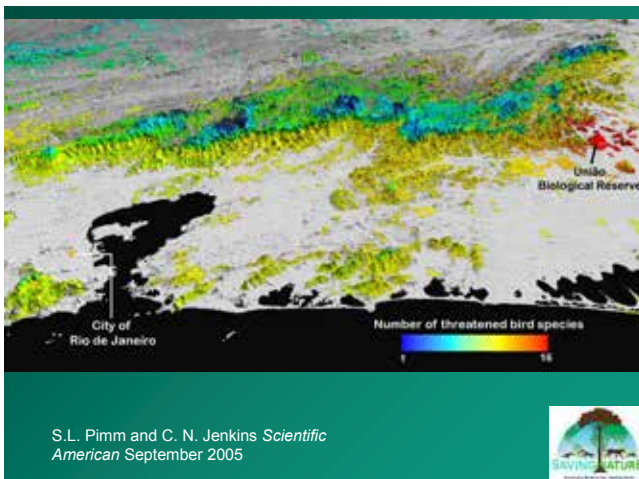 União
Biological Reserve
City of
Rio de Janeiro
Number of threatened bird species
1
16
S.L. Pimm and C. N. Jenkins Scientific
American September 2005
SAVING NATURE